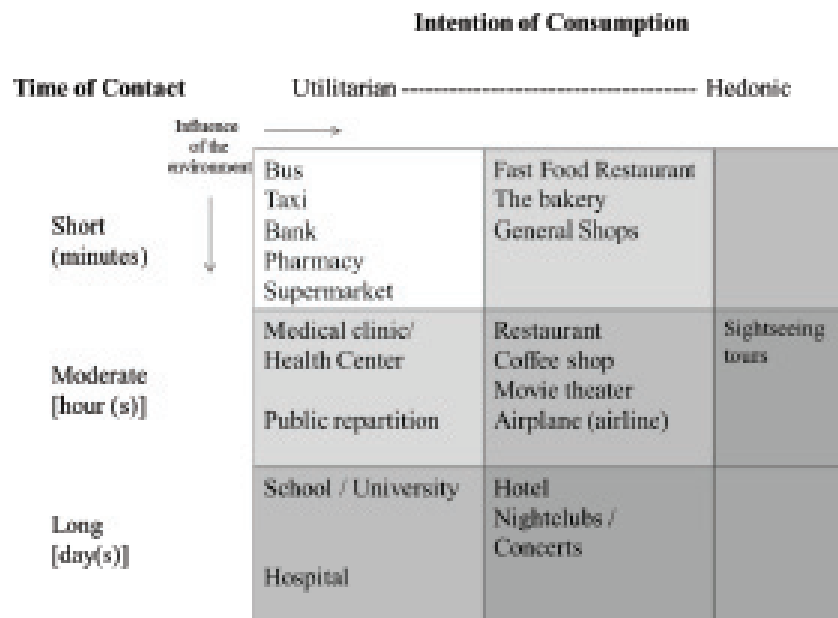 Intention of Consumption
Time of Contact
Utilitarian ---------------------------------------- Hedonic
Influence
of the
environment
Short
(minutes)
Bus
Taxi
Bank
Pharmacy
Supermarket
Fast Food Restaurant
The bakery
General Shops
Moderate
[hour (s)]
Medical clinic/
Health Center
Public repartition
Restaurant
Coffee shop
Movie theater
Airplane (airline)
Sightseeing
tours
Long
[day(s)]
School / University
Hospital
Hotel
Nightclubs /
Concerts